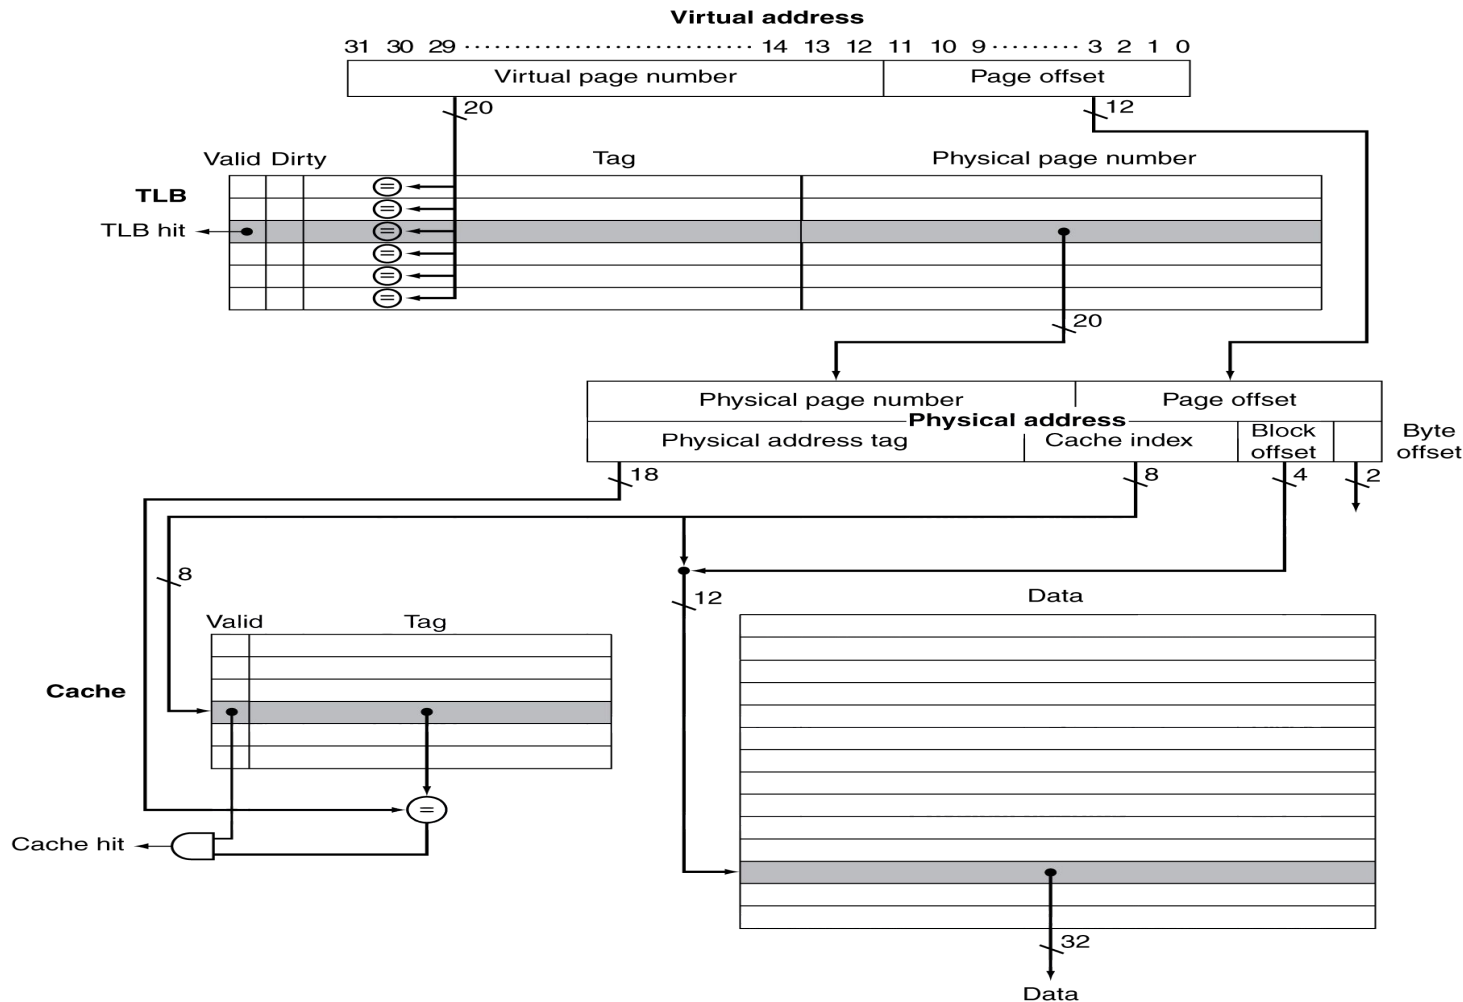 Virtual address
31 30 29 ........................... 14 13 12 11 10 9 ......... 3 2 1 0
Virtual page number Page offset
20 12
Valid Dirty Tag Physical page number
TLB
=
=
TLB hit =
=
=
=
20
Physical page number Page offset
Physical address
Physical address tag Cache index Block offset Byte offset
18 8 4 2
8
12
Data
Valid Tag
Cache
=
Cache hit
32
Data